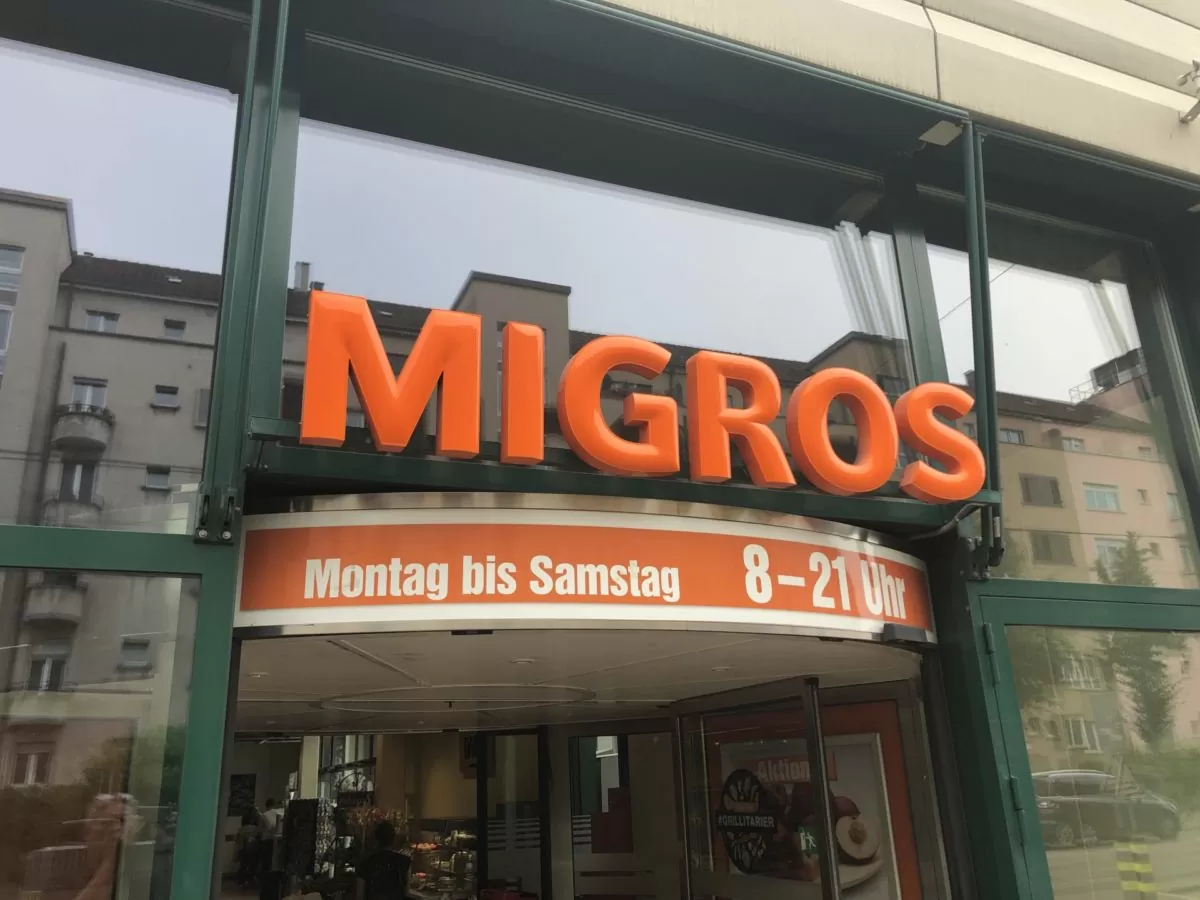 MIGROS
Montag bis Samstag 8–21 Uhr
Aktion
#GRILLITARIER